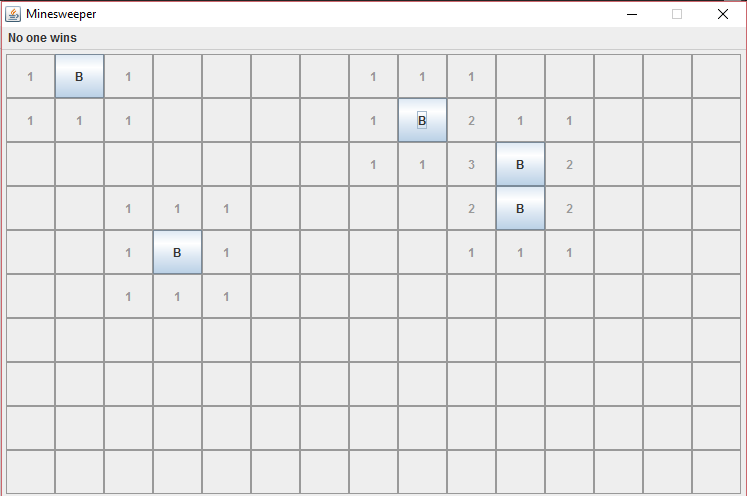 Minesweeper
No one wins
1 B 1 1 1 1
1 1 1 1 B 2 1 1
1 1 3 B 2
1 1 1 2 B 2
1 B 1 1 1 1
1 1 1